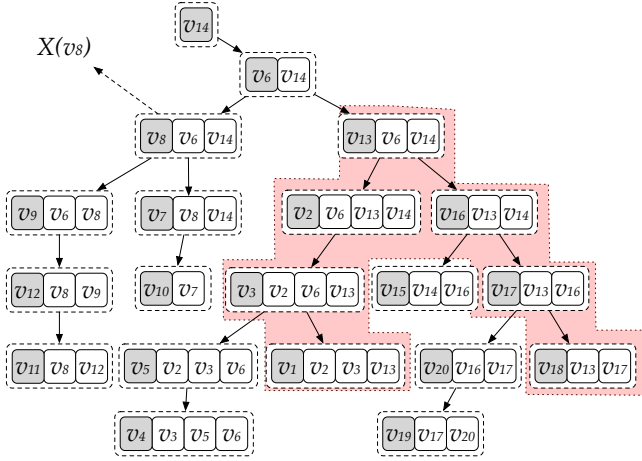 v14
X(v8)
v6 v14
v8 v6 v14
v13 v6 v14
v9 v6 v8
v7 v8 v14
v2 v6 v13 v14
v16 v13 v14
v12 v8 v9
v10 v7
v3 v2 v6 v13
v15 v14 v16
v17 v13 v16
v11 v8 v12
v5 v2 v3 v6
v1 v2 v3 v13
v20 v16 v17
v18 v13 v17
v4 v3 v5 v6
v19 v17 v20